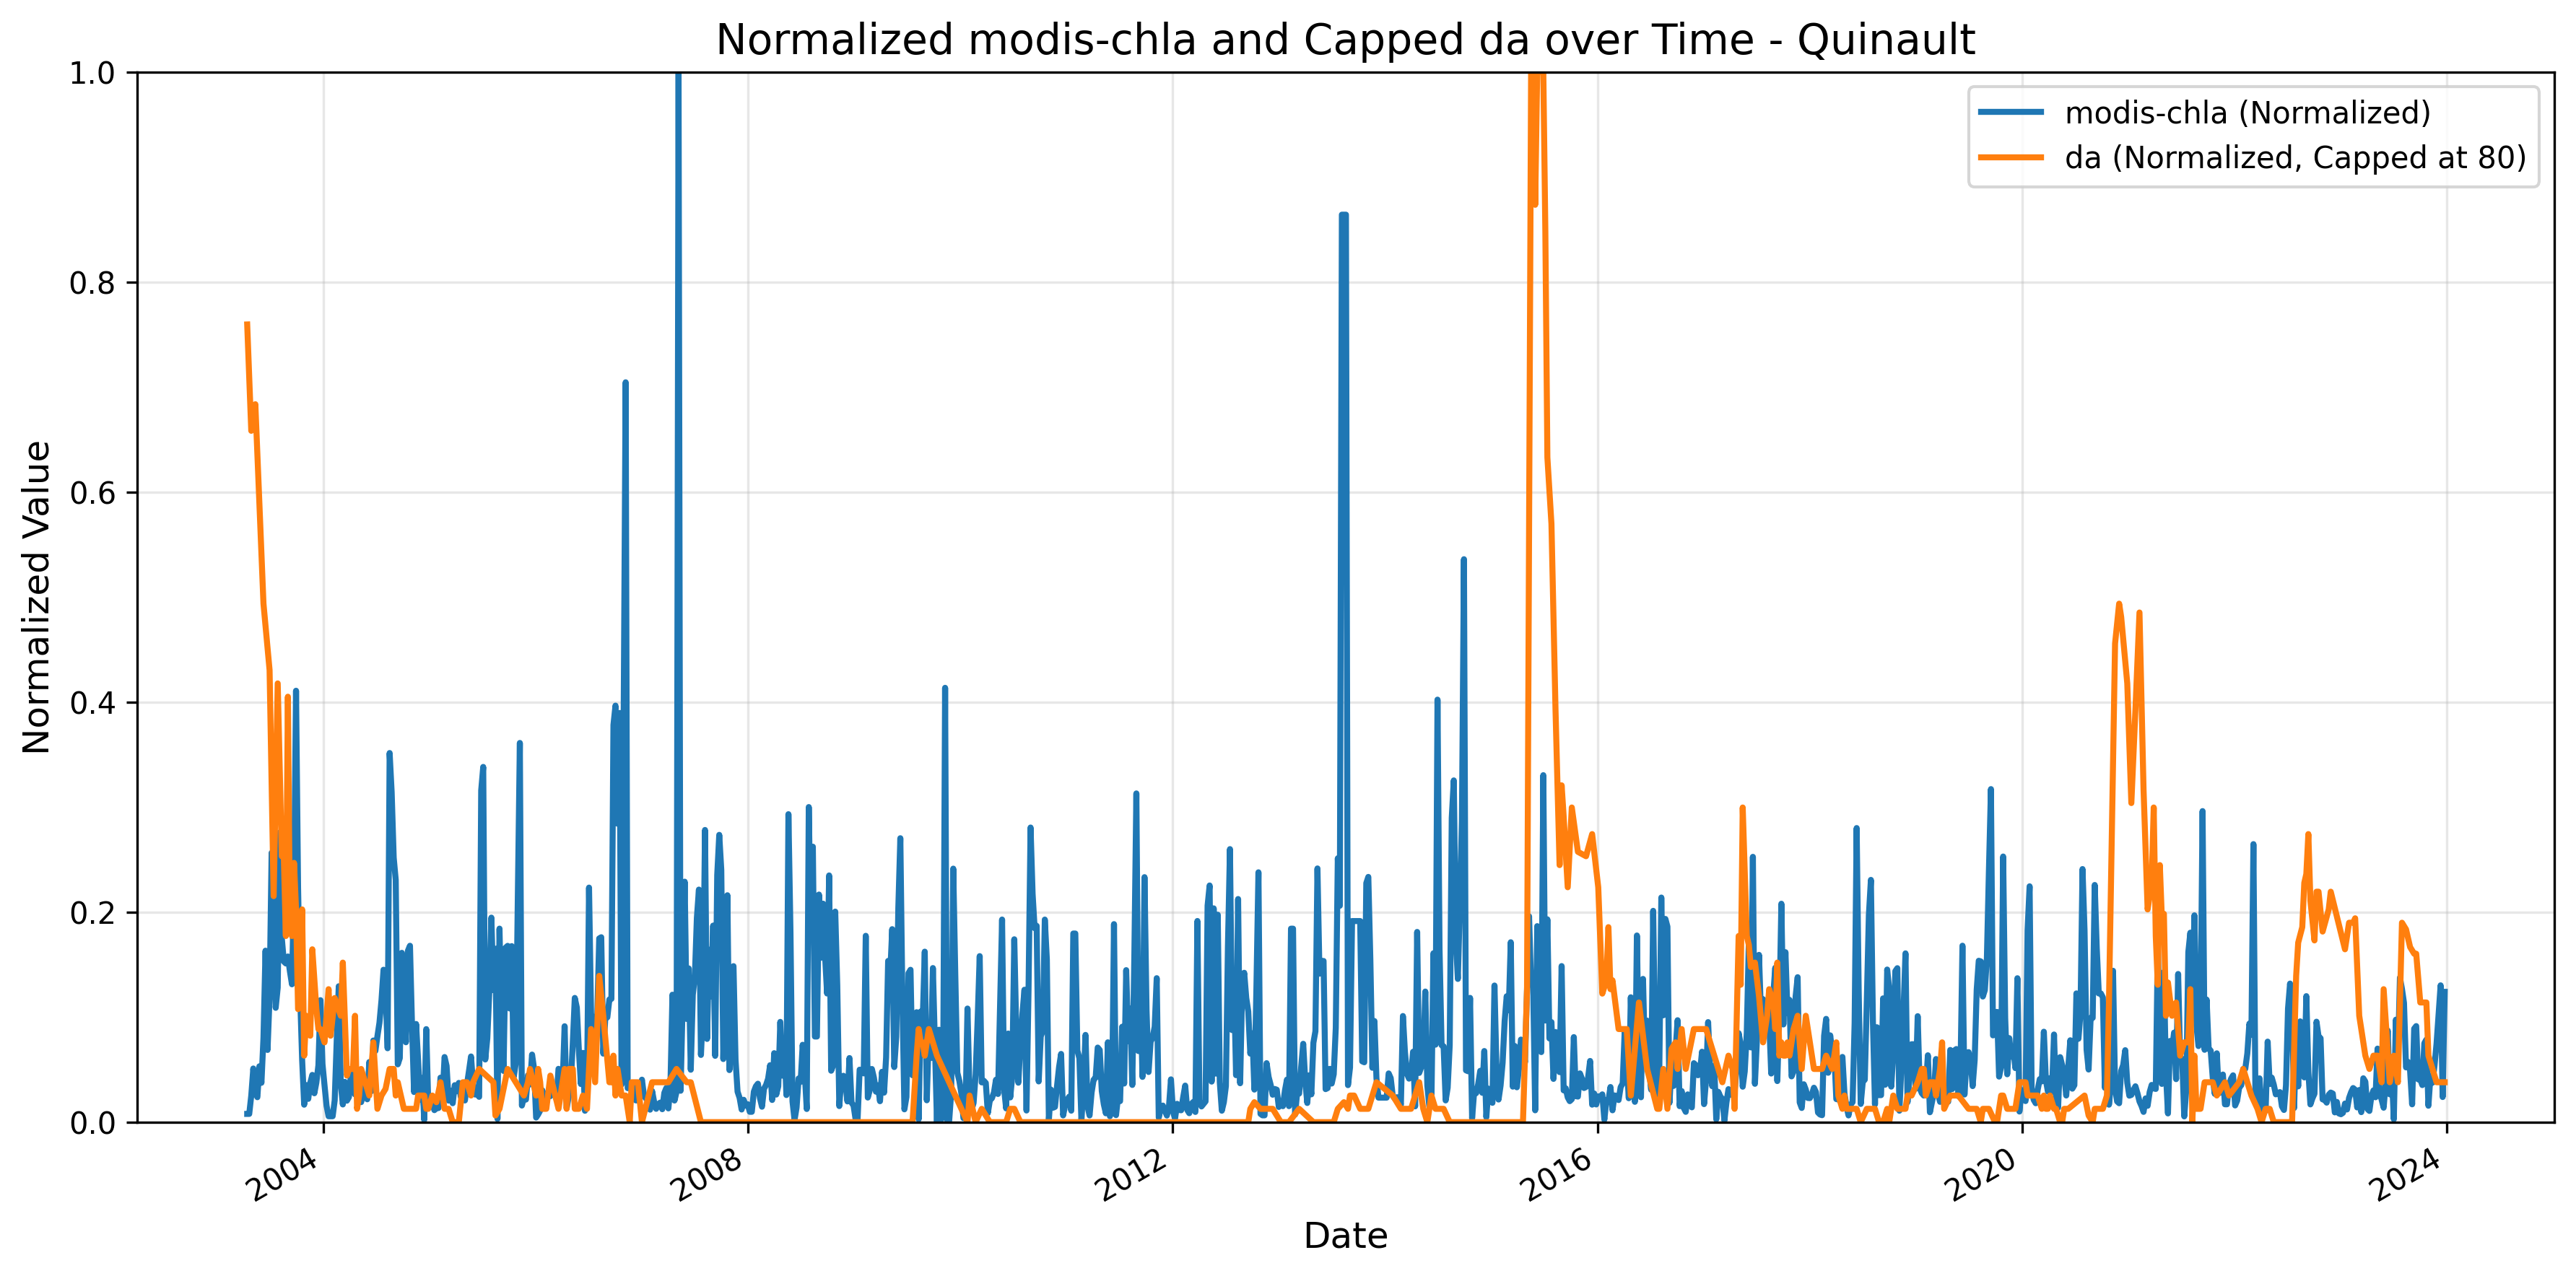 Normalized modis-chla and Capped da over Time - Quinault
modis-chla (Normalized)
da (Normalized, Capped at 80)
Normalized Value
1.0
0.8
0.6
0.4
0.2
0.0
2004
2008
2012
2016
2020
2024
Date